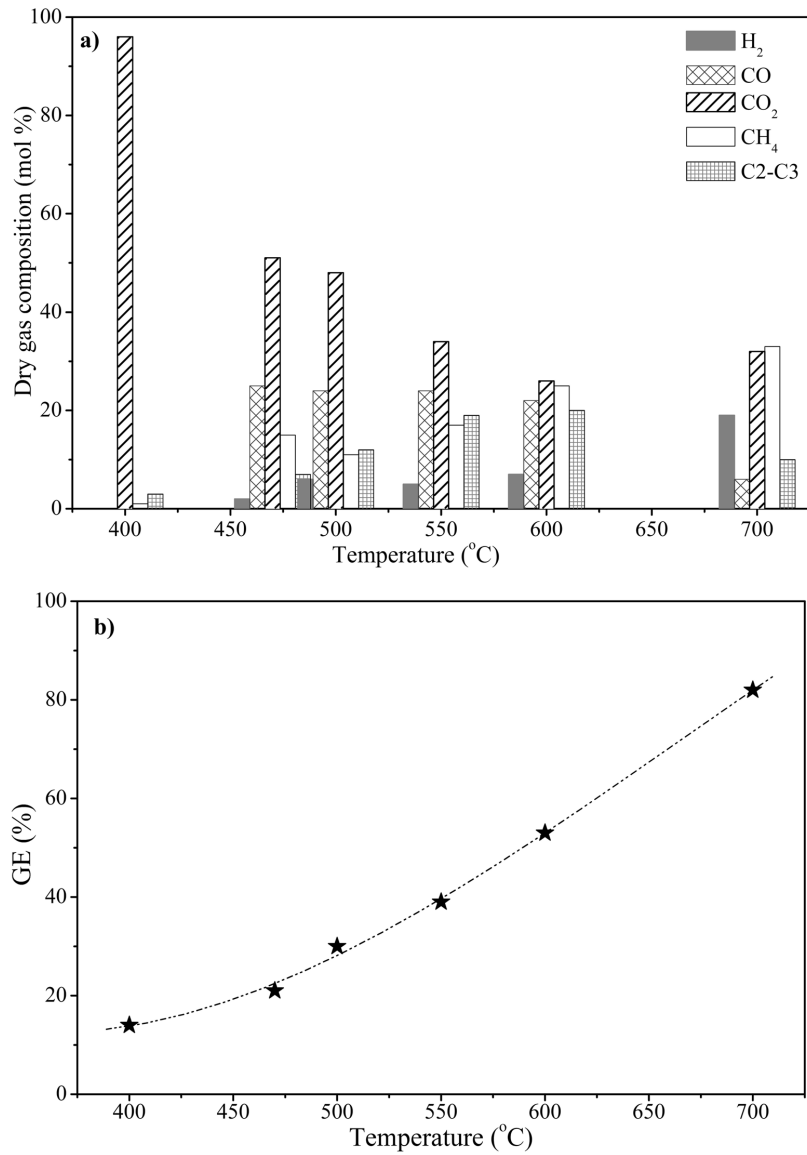 a)
H₂
CO
CO₂
CH₄
C2-C3
Dry gas composition (mol %)
100
80
60
40
20
0
400 450 500 550 600 650 700
Temperature (°C)
b)
GE (%)
100
80
60
40
20
0
400 450 500 550 600 650 700
Temperature (°C)